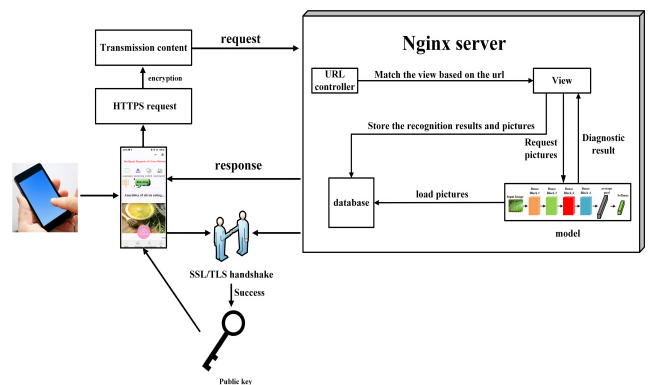 Nginx server
Transmission content
request
encryption
HTTPS request
URL
controller
Match the view based on the url
View
Store the recognition results and pictures
Request
pictures
Diagnostic
result
response
database
load pictures
Input Image
model
SSL/TLS handshake
Success
Public key